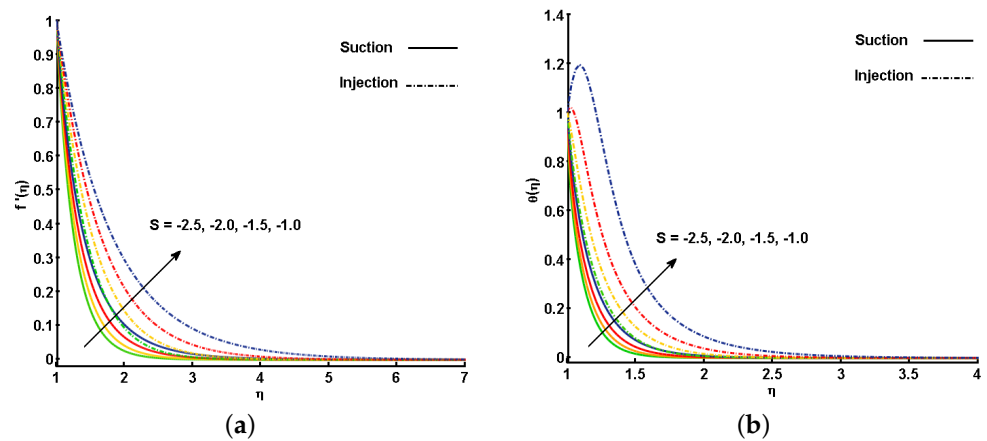 1
0.9
0.8
0.7
0.6
0.5
0.4
0.3
0.2
0.1
0
f '(η)
Suction
Injection
S = -2.5, -2.0, -1.5, -1.0
1 2 3 4 5 6 7
η
(a)
1.4
1.2
1
0.8
0.6
0.4
0.2
0
θ(η)
Suction
Injection
S = -2.5, -2.0, -1.5, -1.0
1 1.5 2 2.5 3 3.5 4
η
(b)